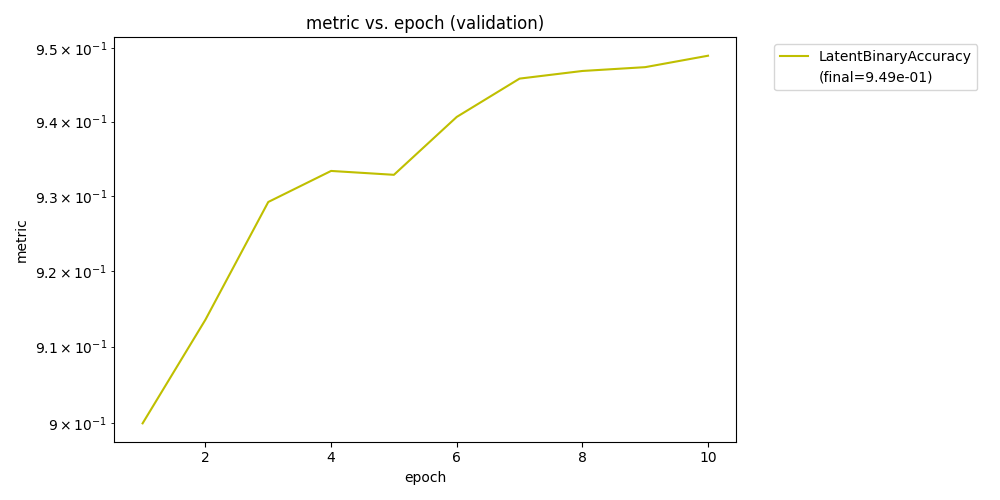 metric vs. epoch (validation)
9.5 × 10⁻¹
9.4 × 10⁻¹
9.3 × 10⁻¹
9.2 × 10⁻¹
9.1 × 10⁻¹
9 × 10⁻¹
metric
2 4 6 8 10
epoch
LatentBinaryAccuracy
(final=9.49e-01)